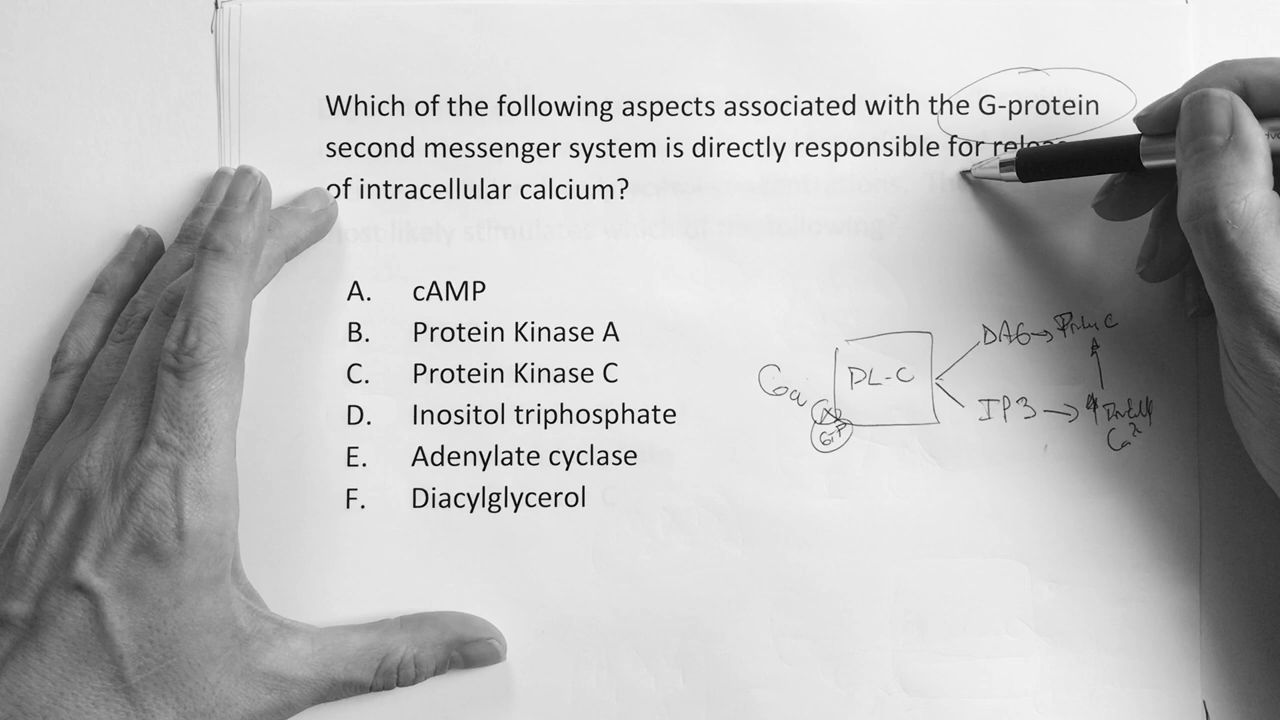 Which of the following aspects associated with the G-protein
second messenger system is directly responsible for
of intracellular calcium?
A. cAMP
B. Protein Kinase A
C. Protein Kinase C
D. Inositol triphosphate
E. Adenylate cyclase
F. Diacylglycerol
DAG →
PL-C
IP3 →